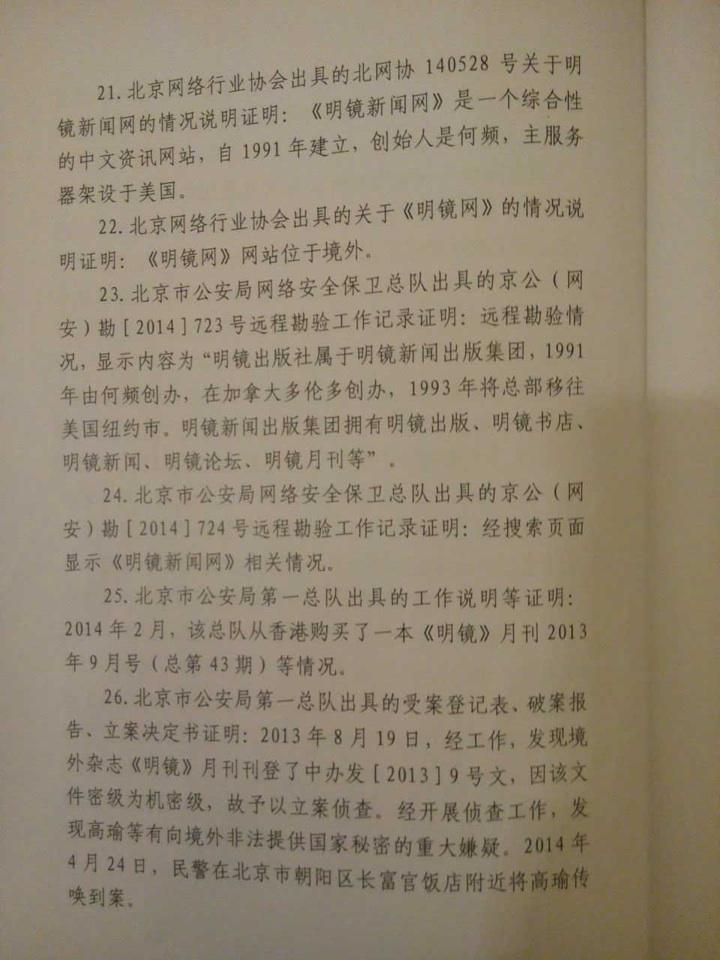 21.北京网络行业协会出具的北网协 140528 号关于明
镜新闻网的情况说明证明：《明镜新闻网》是一个综合性
的中文资讯网站，自 1991 年建立，创始人是何频，主服务
器架设于美国。
22.北京网络行业协会出具的关于《明镜网》的情况说
明证明：《明镜网》网站位于境外。
23.北京市公安局网络安全保卫总队出具的京公（网
安）勘［2014］723 号远程勘验工作记录证明：远程勘验情
况，显示内容为“明镜出版社属于明镜新闻出版集团，1991
年由何频创办，在加拿大多伦多创办，1993 年将总部移往
美国纽约市。明镜新闻出版集团拥有明镜出版、明镜书店、
明镜新闻、明镜论坛、明镜月刊等”。
24.北京市公安局网络安全保卫总队出具的京公（网
安）勘［2014］724 号远程勘验工作记录证明：经搜索页面
显示《明镜新闻网》相关情况。
25.北京市公安局第一总队出具的工作说明等证明：
2014 年 2 月，该总队从香港购买了一本《明镜》月刊 2013
年 9 月号（总第 43 期）等情况。
26.北京市公安局第一总队出具的受案登记表、破案报
告、立案决定书证明：2013 年 8 月 19 日，经工作，发现境
外杂志《明镜》月刊刊登了中办发［2013］9 号文，因该文
件密级为机密级，故予以立案侦查。经开展侦查工作，发
现高瑜等有向境外非法提供国家秘密的重大嫌疑。2014 年
4 月 24 日，民警在北京市朝阳区长富宫饭店附近将高瑜传
唤到案。